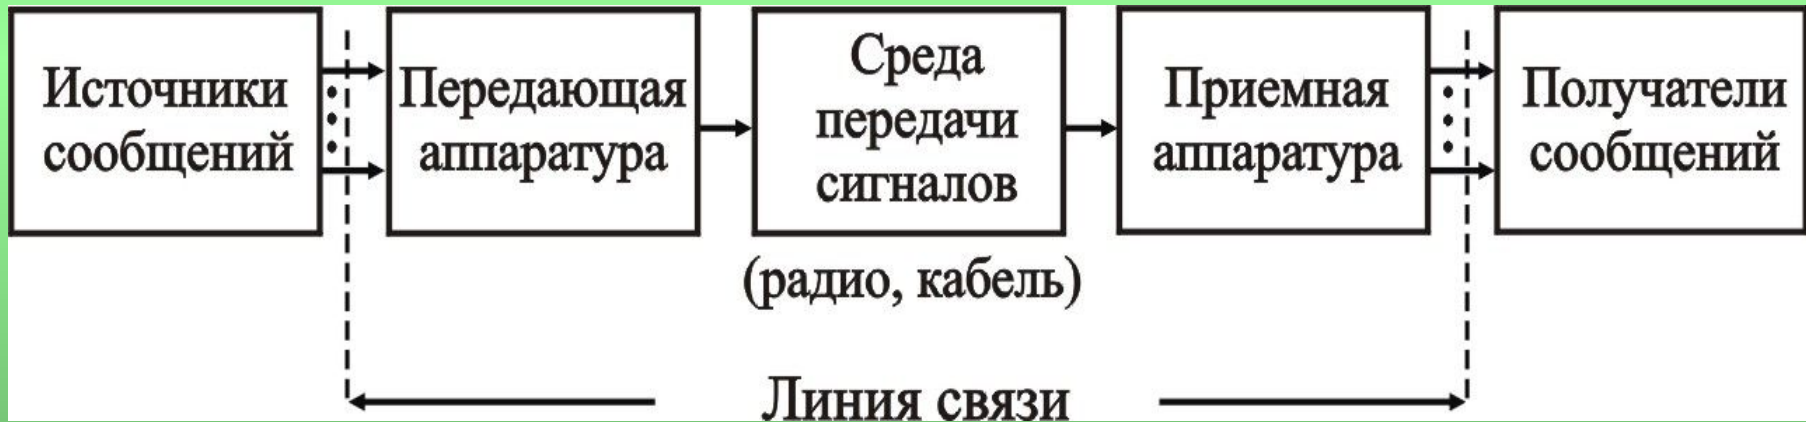 Источники
сообщений
Передающая
аппаратура
Среда
передачи
сигналов
Приемная
аппаратура
Получатели
сообщений
(радио, кабель)
Линия связи